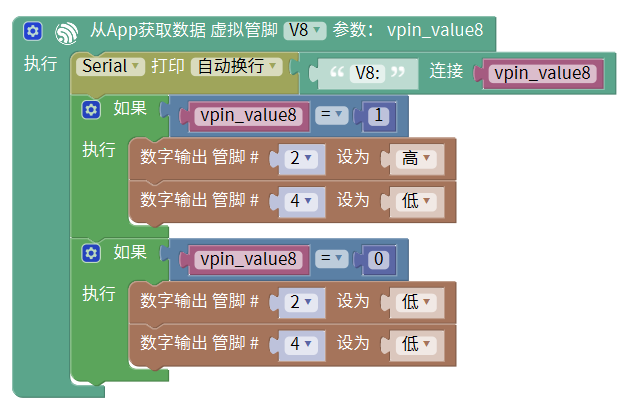 从App获取数据 虚拟管脚 V8 参数: vpin_value8
执行 Serial 打印 自动换行 “ V8: ” 连接 vpin_value8
如果 vpin_value8 = 1
执行 数字输出 管脚 # 2 设为 高
数字输出 管脚 # 4 设为 低
如果 vpin_value8 = 0
执行 数字输出 管脚 # 2 设为 低
数字输出 管脚 # 4 设为 低